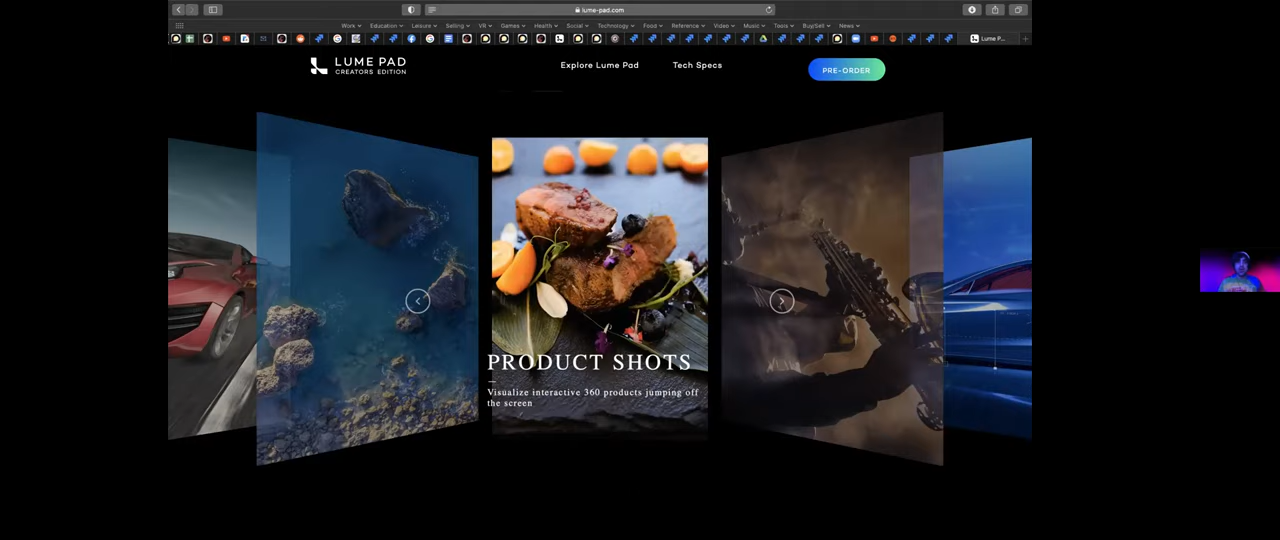 lume-pad.com
Work Education Leisure Selling VR Games Health Social Technology Food Reference Video Music Tools Buy/Sell News
Lume P...
LUME PAD
CREATORS EDITION
Explore Lume Pad
Tech Specs
PRE-ORDER
PRODUCT SHOTS
Visualize interactive 360 products jumping off
the screen